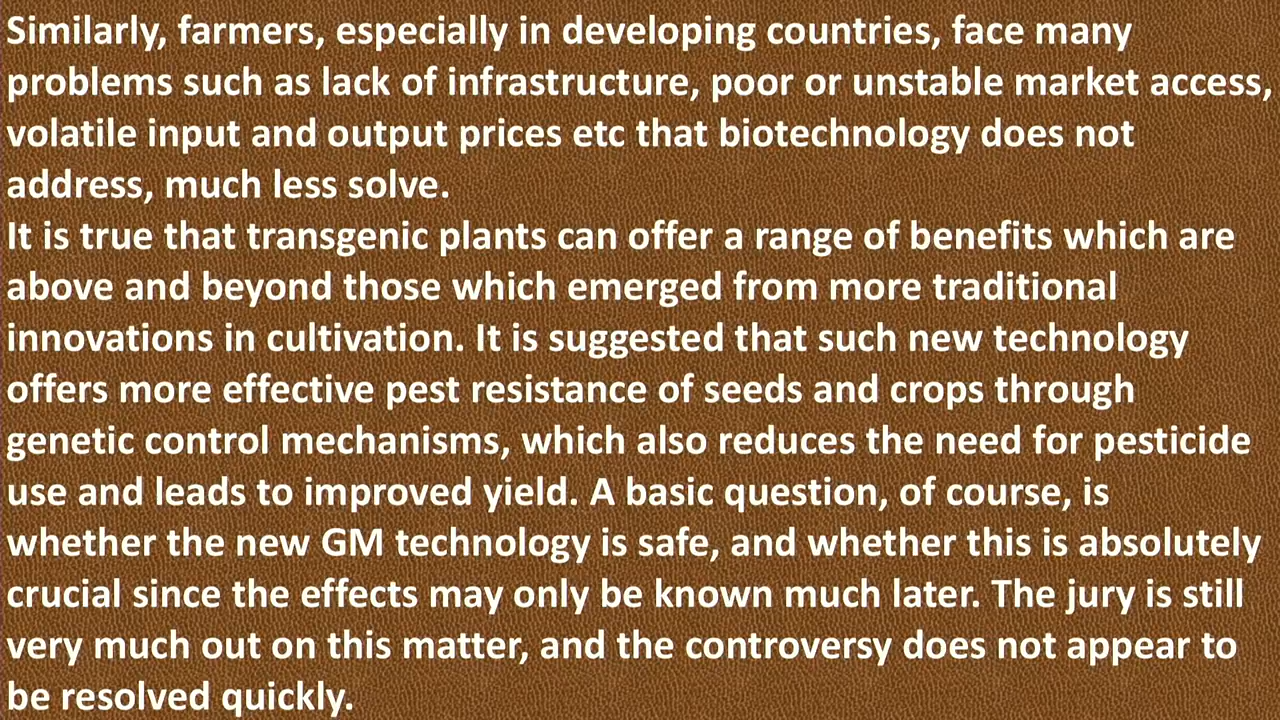 Similarly, farmers, especially in developing countries, face many
problems such as lack of infrastructure, poor or unstable market access,
volatile input and output prices etc that biotechnology does not
address, much less solve.
It is true that transgenic plants can offer a range of benefits which are
above and beyond those which emerged from more traditional
innovations in cultivation. It is suggested that such new technology
offers more effective pest resistance of seeds and crops through
genetic control mechanisms, which also reduces the need for pesticide
use and leads to improved yield. A basic question, of course, is
whether the new GM technology is safe, and whether this is absolutely
crucial since the effects may only be known much later. The jury is still
very much out on this matter, and the controversy does not appear to
be resolved quickly.